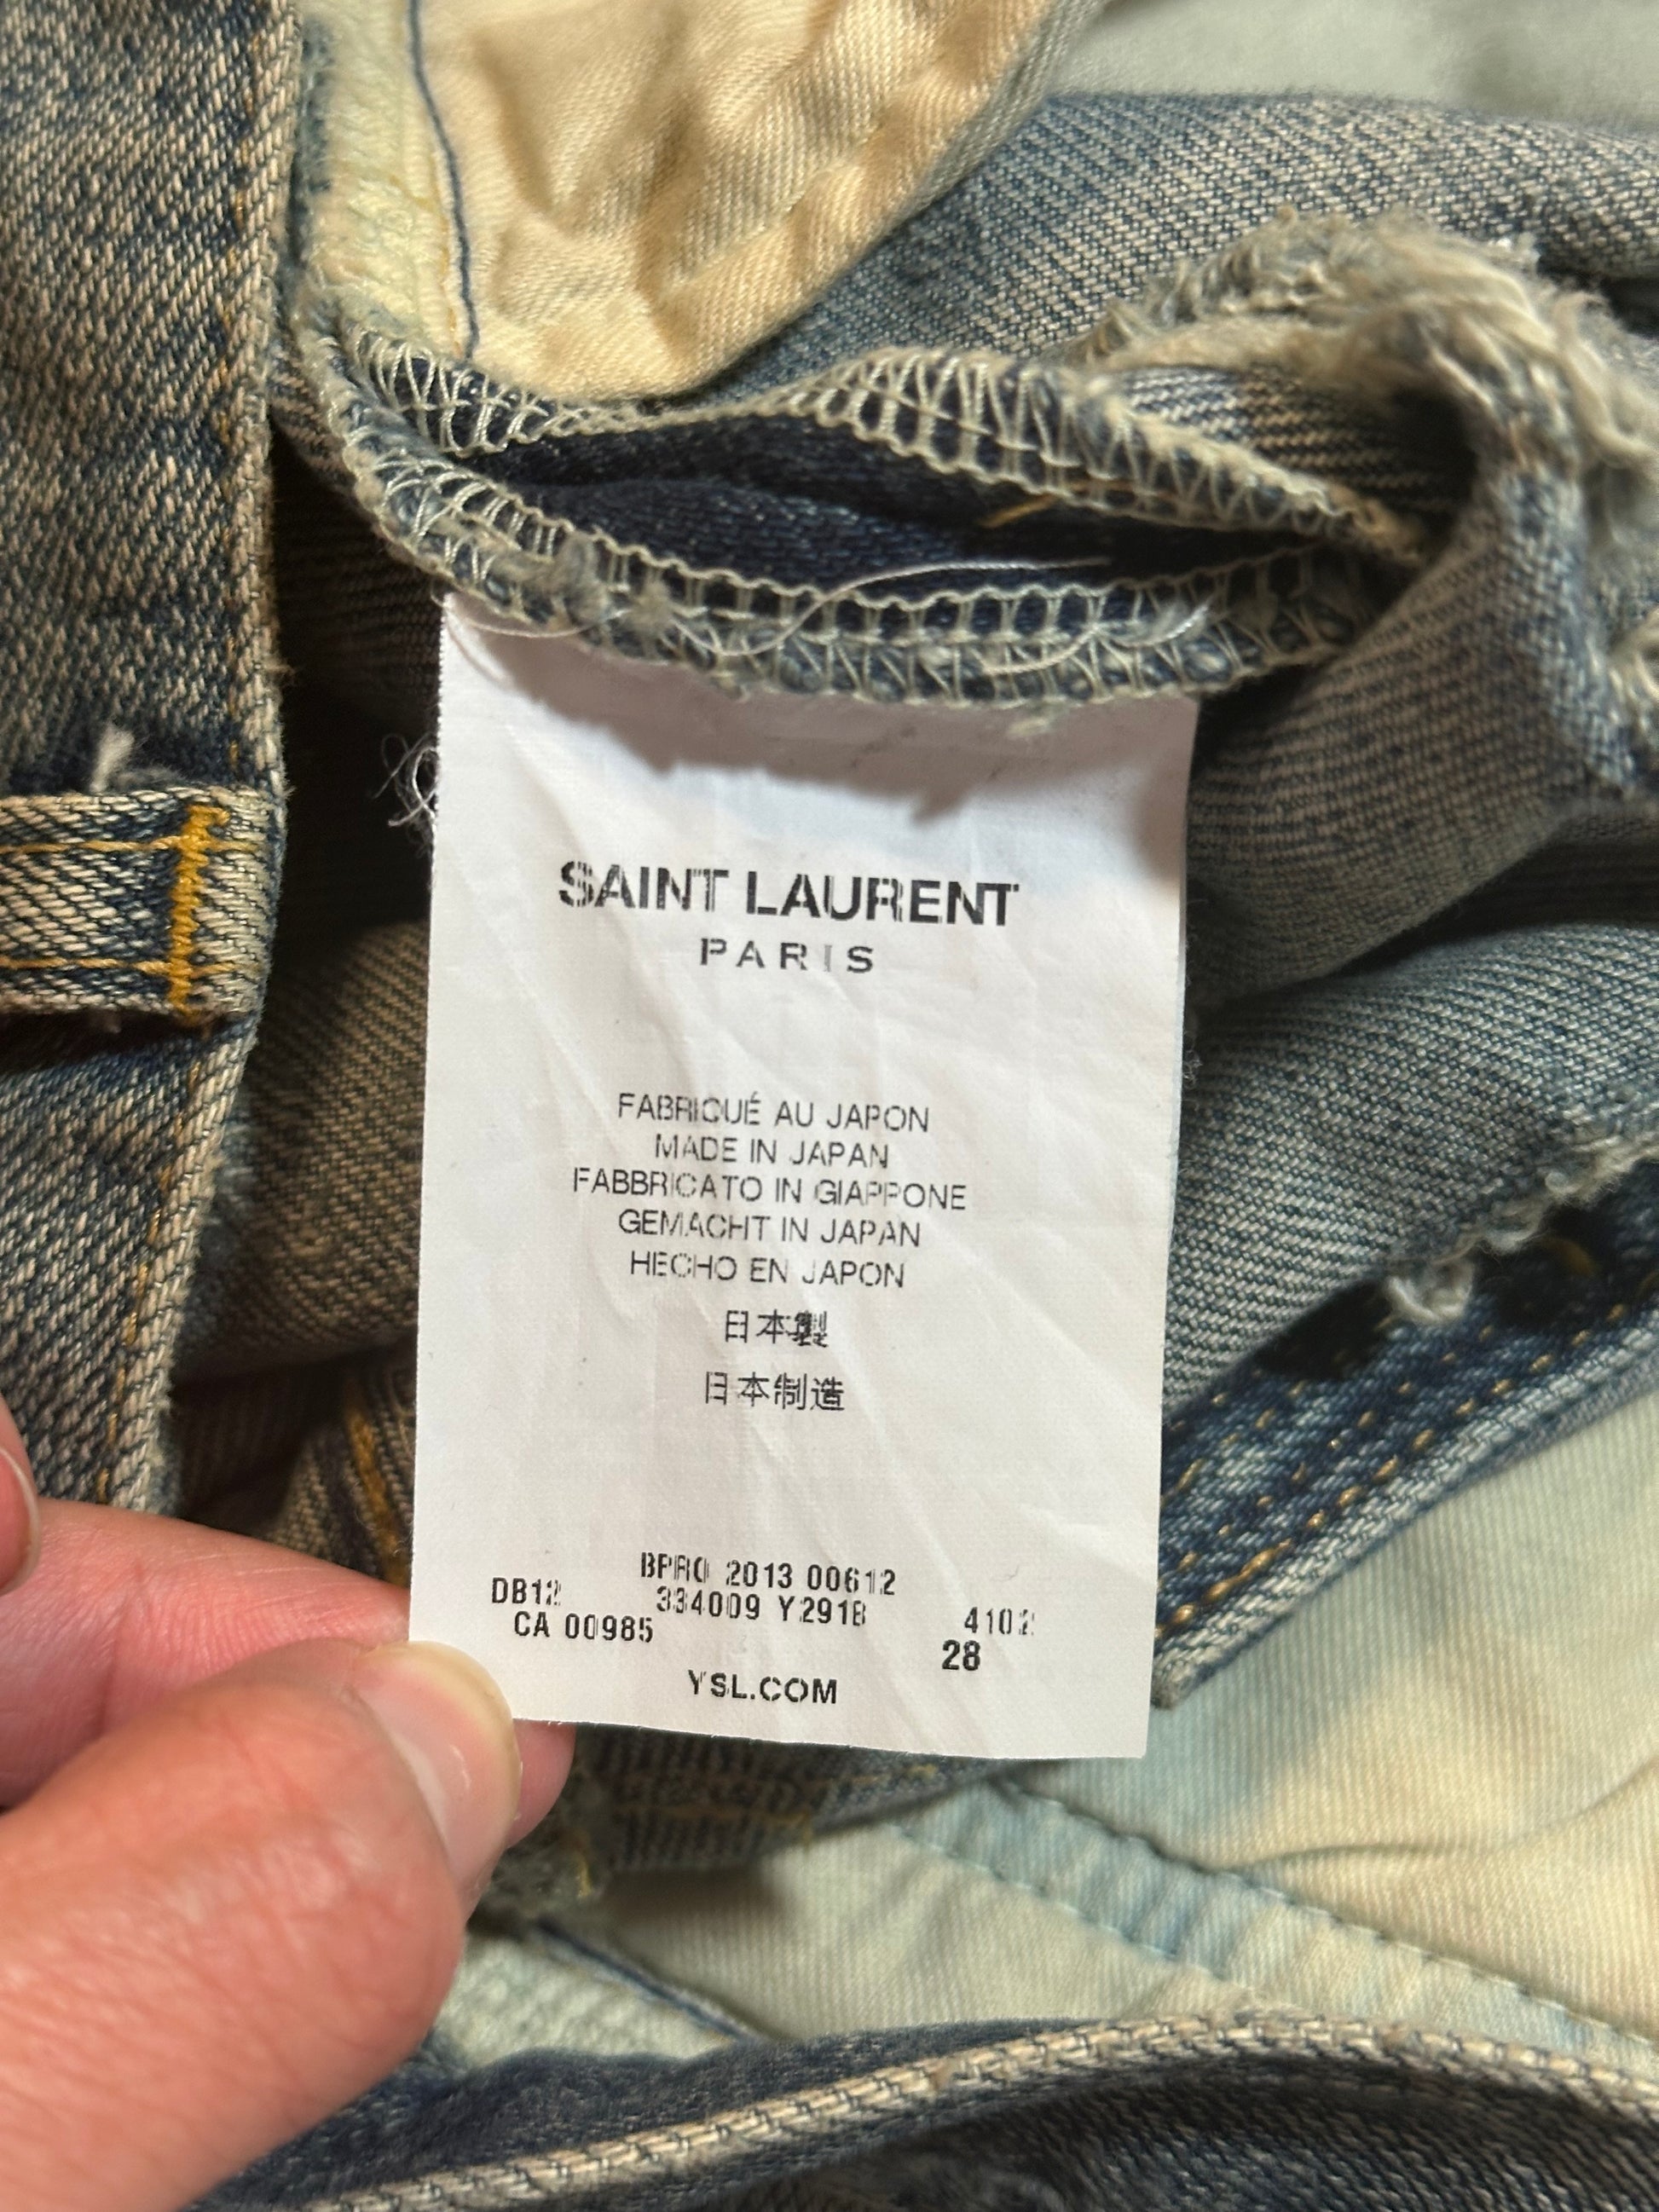 SAINT LAURENT
PARIS
FABRIQUÉ AU JAPON
MADE IN JAPAN
FABBRICATO IN GIAPPONE
GEMACHT IN JAPAN
HECHO EN JAPON
日本製
日本制造
BPRO 2013 00612
DB12 334009 Y291B 4102
CA 00985 28
YSL.COM